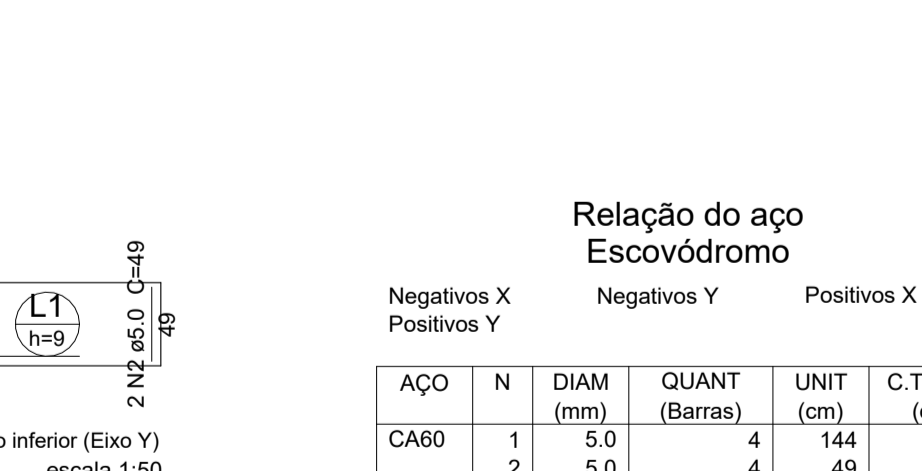 Relação do aço
Escovódromo
Negativos X Negativos Y Positivos X
Positivos Y
L1
h=9
2 N2 ø5.0 C=49
49
inferior (Eixo Y)
escala 1:50
AÇO N DIAM QUANT UNIT
(mm) (Barras) (cm)
CA60 1 5.0 4 144
2 5.0 4 49